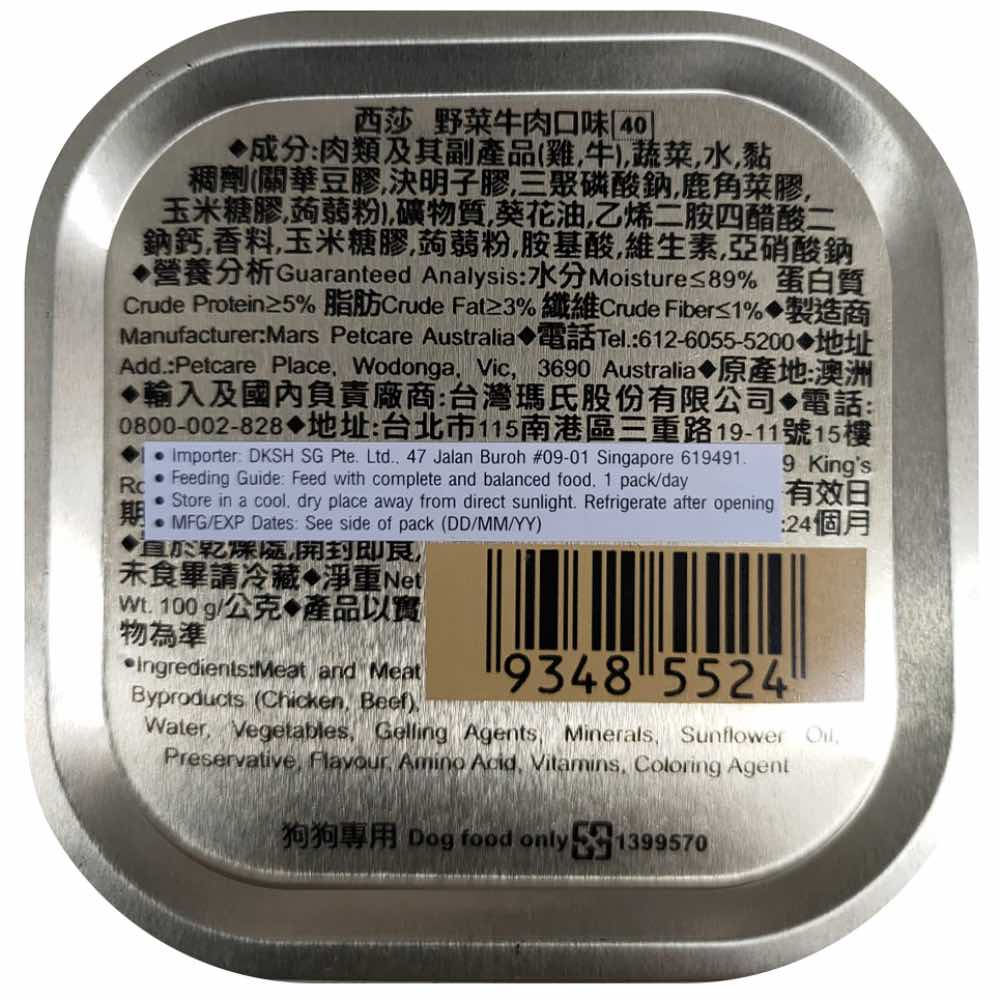 西莎 野菜牛肉口味 40
◆成分:肉類及其副產品(雞,牛),蔬菜,水,黏
稠劑(關華豆膠,決明子膠,三聚磷酸鈉,鹿角菜膠,
玉米糖膠,蒟蒻粉),礦物質,葵花油,乙烯二胺四醋酸二
鈉鈣,香料,玉米糖膠,蒟蒻粉,胺基酸,維生素,亞硝酸鈉
◆營養分析Guaranteed Analysis:水分Moisture≤89% 蛋白質
Crude Protein≥5% 脂肪Crude Fat≥3% 纖維Crude Fiber≤1%◆製造商
Manufacturer:Mars Petcare Australia◆電話Tel.:612-6055-5200◆地址
Add.:Petcare Place, Wodonga, Vic, 3690 Australia◆原產地:澳洲
◆輸入及國內負責廠商:台灣瑪氏股份有限公司◆電話:
0800-002-828◆地址:台北市115南港區三重路19-11號15樓
• Importer: DKSH SG Pte. Ltd., 47 Jalan Buroh #09-01 Singapore 619491.
• Feeding Guide: Feed with complete and balanced food, 1 pack/day
• Store in a cool, dry place away from direct sunlight. Refrigerate after opening
• MFG/EXP Dates: See side of pack (DD/MM/YY)
9 King's
有效日
期
:24個月
◆置於乾燥處,開封即食,
未食畢請冷藏◆淨重Net
Wt. 100 g/公克◆產品以實
物為準
9348 5524
•Ingredients:Meat and Meat
Byproducts (Chicken, Beef),
Water, Vegetables, Gelling Agents, Minerals, Sunflower Oil,
Preservative, Flavour, Amino Acid, Vitamins, Coloring Agent
狗狗專用 Dog food only 1399570